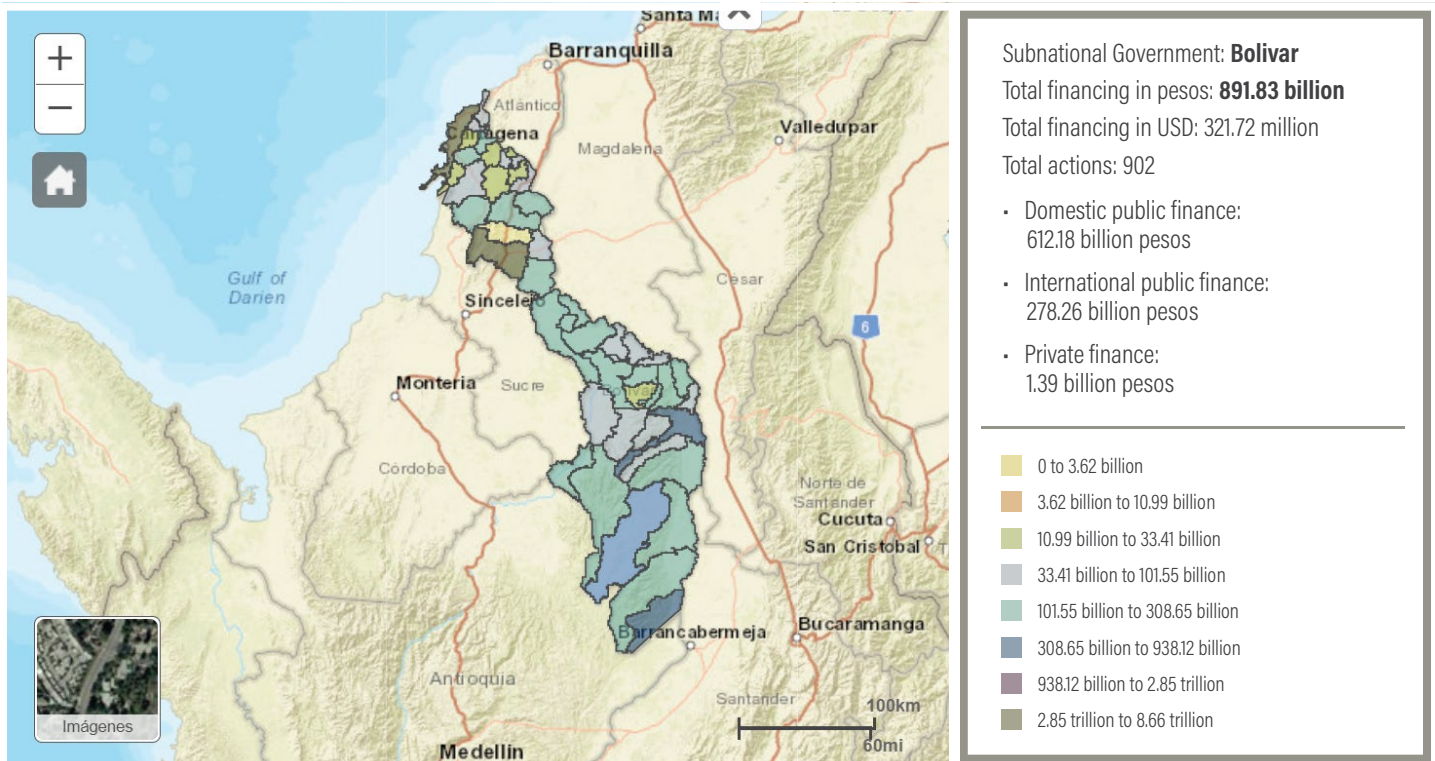 Santa Ma
Barranquilla
Atlántico
Cartagena
Valledupar
Magdalena
Gulf of
Darien
Cesar
Sincelejo
6
Monteria
Sucre
Bolívar
Córdoba
Norte de
Santander
Cucuta
San Cristobal
Barrancabermeja
Bucaramanga
Antioquia
Santander
100km
60mi
Medellín
+
−
Imágenes
Subnational Government: Bolivar
Total financing in pesos: 891.83 billion
Total financing in USD: 321.72 million
Total actions: 902
• Domestic public finance:
612.18 billion pesos
• International public finance:
278.26 billion pesos
• Private finance:
1.39 billion pesos
0 to 3.62 billion
3.62 billion to 10.99 billion
10.99 billion to 33.41 billion
33.41 billion to 101.55 billion
101.55 billion to 308.65 billion
308.65 billion to 938.12 billion
938.12 billion to 2.85 trillion
2.85 trillion to 8.66 trillion